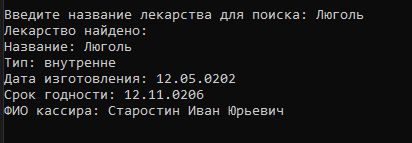 Введите название лекарства для поиска: Люголь
Лекарство найдено:
Название: Люголь
Тип: внутренне
Дата изготовления: 12.05.0202
Срок годности: 12.11.0206
ФИО кассира: Старостин Иван Юрьевич